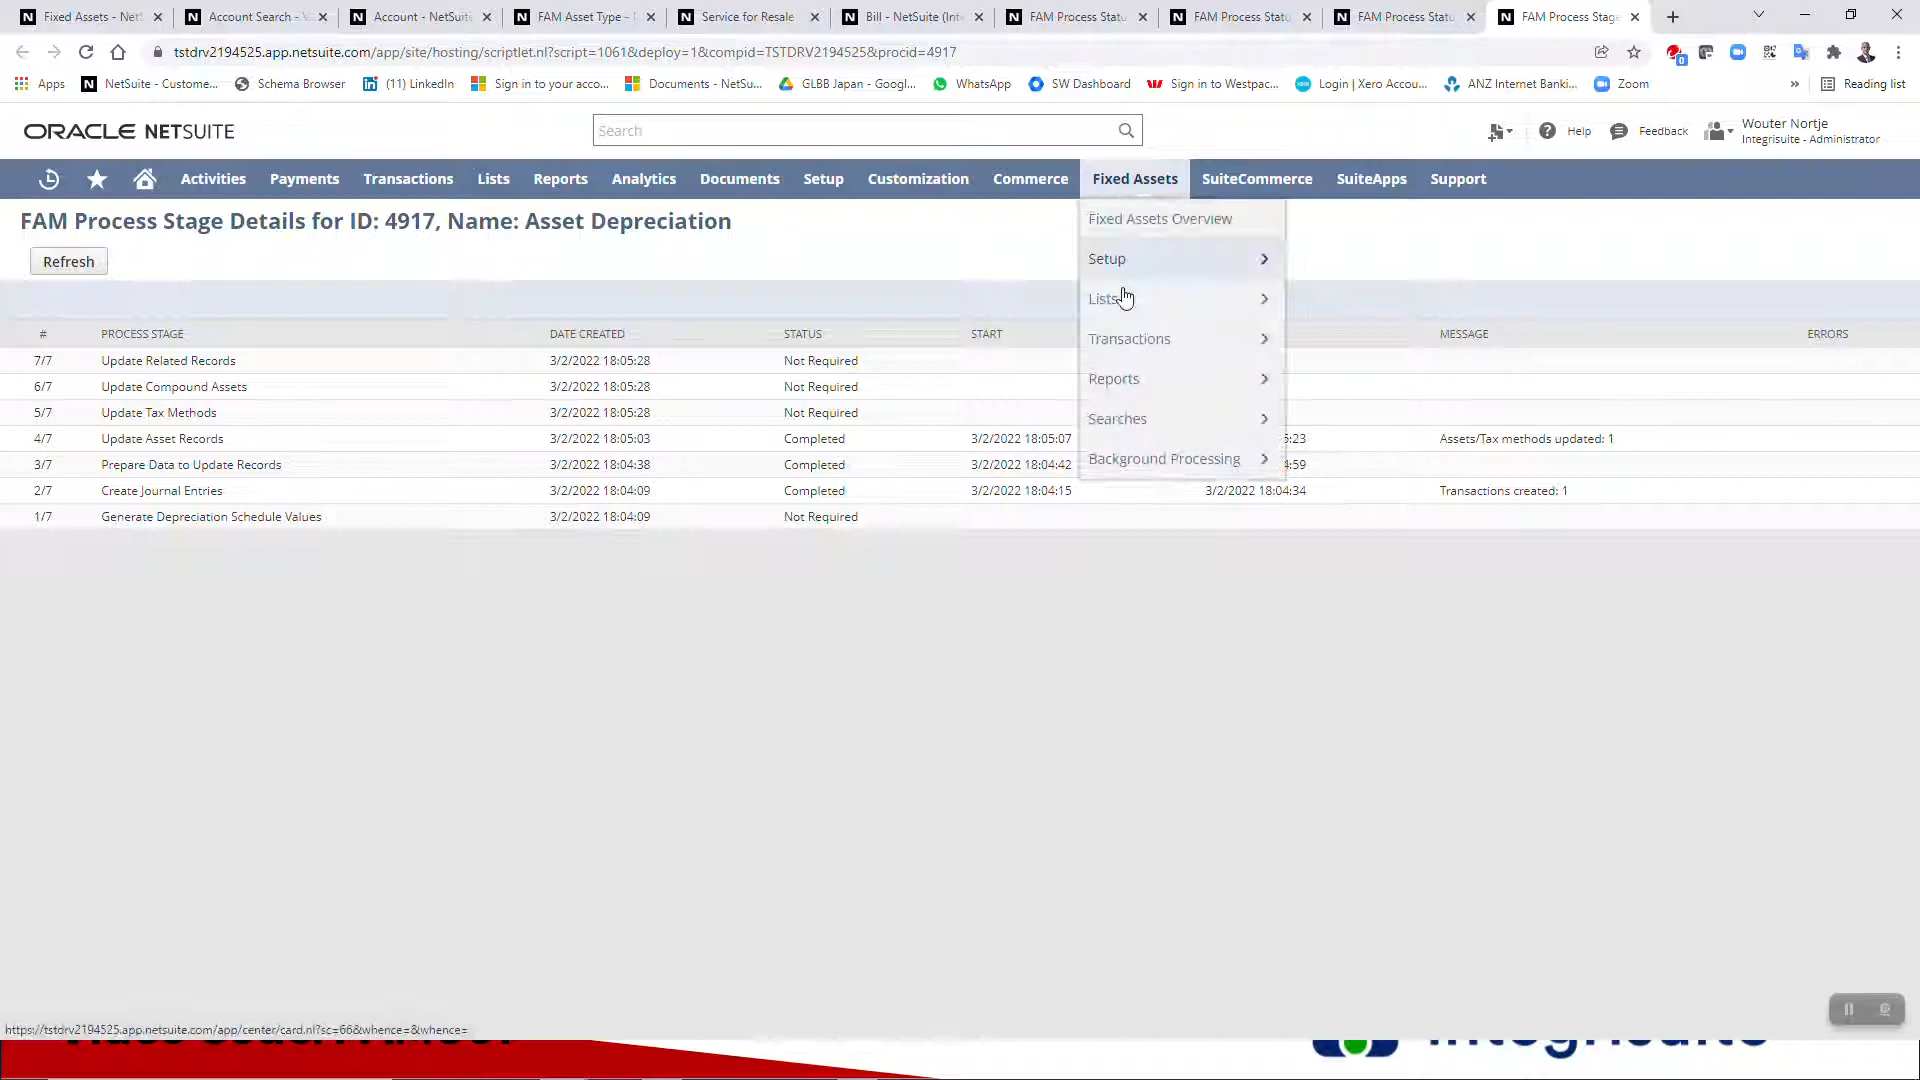 Fixed Assets - Net
Account Search -
Account - NetSuit
FAM Asset Type -
Service for Resale
Bill - NetSuite (Int
FAM Process Statu
FAM Process Statu
FAM Process Statu
FAM Process Stage
tstdrv2194525.app.netsuite.com/app/site/hosting/scriptlet.nl?script=1061&deploy=1&compid=TSTDRV2194525&procid=4917
Apps
NetSuite - Custome...
Schema Browser
(11) LinkedIn
Sign in to your acco...
Documents - NetSu...
GLBB Japan - Googl...
WhatsApp
SW Dashboard
Sign in to Westpac...
Login | Xero Accou...
ANZ Internet Banki...
Zoom
»
Reading list
ORACLE NETSUITE
Search
Help
Feedback
Wouter Nortje
Integrisuite - Administrator
Activities Payments Transactions Lists Reports Analytics Documents Setup Customization Commerce Fixed Assets SuiteCommerce SuiteApps Support
FAM Process Stage Details for ID: 4917, Name: Asset Depreciation
Refresh
Fixed Assets Overview
Setup
Lists
Transactions
Reports
Searches
Background Processing
# PROCESS STAGE DATE CREATED STATUS START MESSAGE ERRORS
7/7 Update Related Records 3/2/2022 18:05:28 Not Required
6/7 Update Compound Assets 3/2/2022 18:05:28 Not Required
5/7 Update Tax Methods 3/2/2022 18:05:28 Not Required
4/7 Update Asset Records 3/2/2022 18:05:03 Completed 3/2/2022 18:05:07 5:23 Assets/Tax methods updated: 1
3/7 Prepare Data to Update Records 3/2/2022 18:04:38 Completed 3/2/2022 18:04:42 4:59
2/7 Create Journal Entries 3/2/2022 18:04:09 Completed 3/2/2022 18:04:15 3/2/2022 18:04:34 Transactions created: 1
1/7 Generate Depreciation Schedule Values 3/2/2022 18:04:09 Not Required
https://tstdrv2194525.app.netsuite.com/app/center/card.nl?sc=66&whence=&whence=